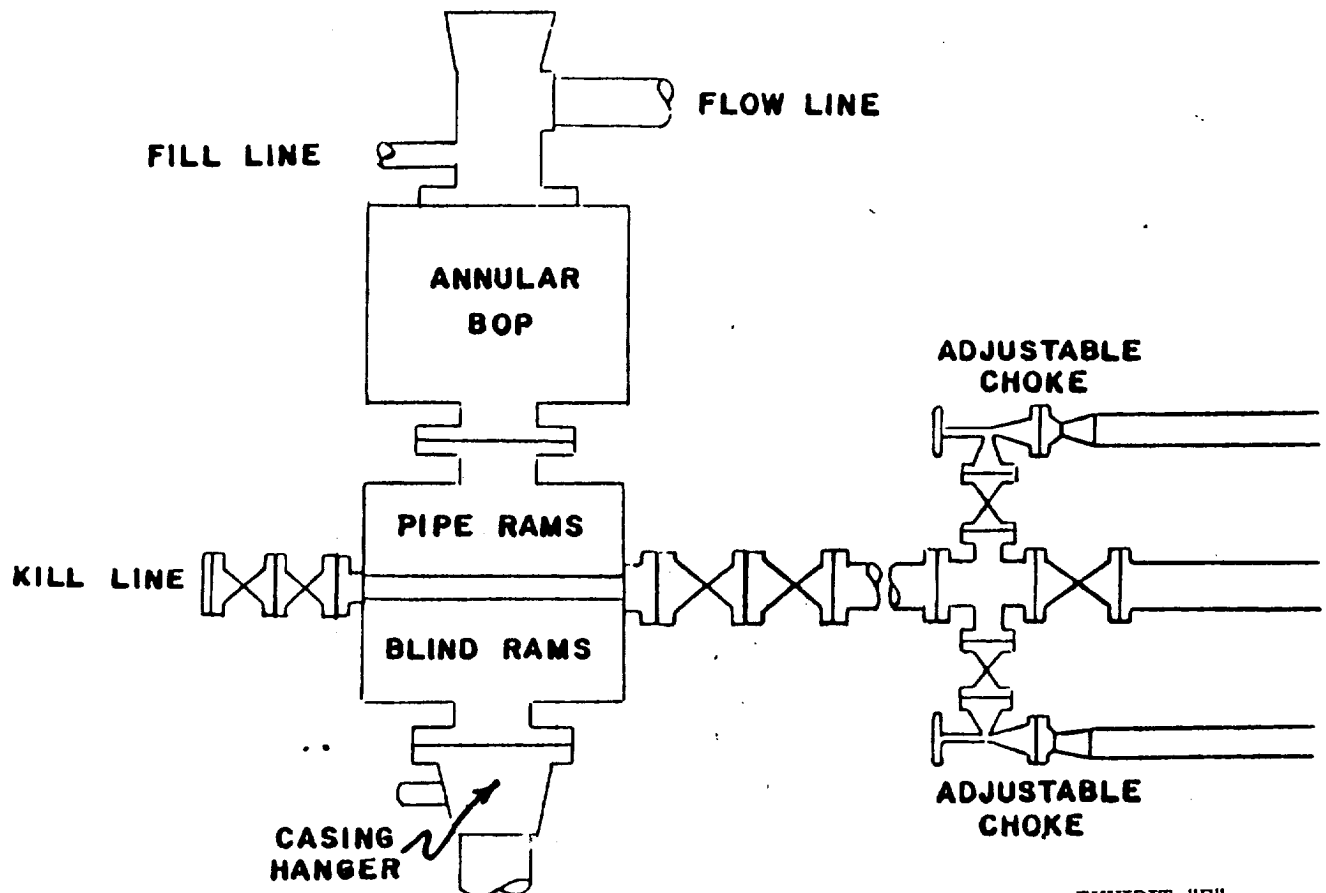 FLOW LINE
FILL LINE
ANNULAR
BOP
ADJUSTABLE
CHOKE
PIPE RAMS
KILL LINE
BLIND RAMS
ADJUSTABLE
CHOKE
CASING
HANGER